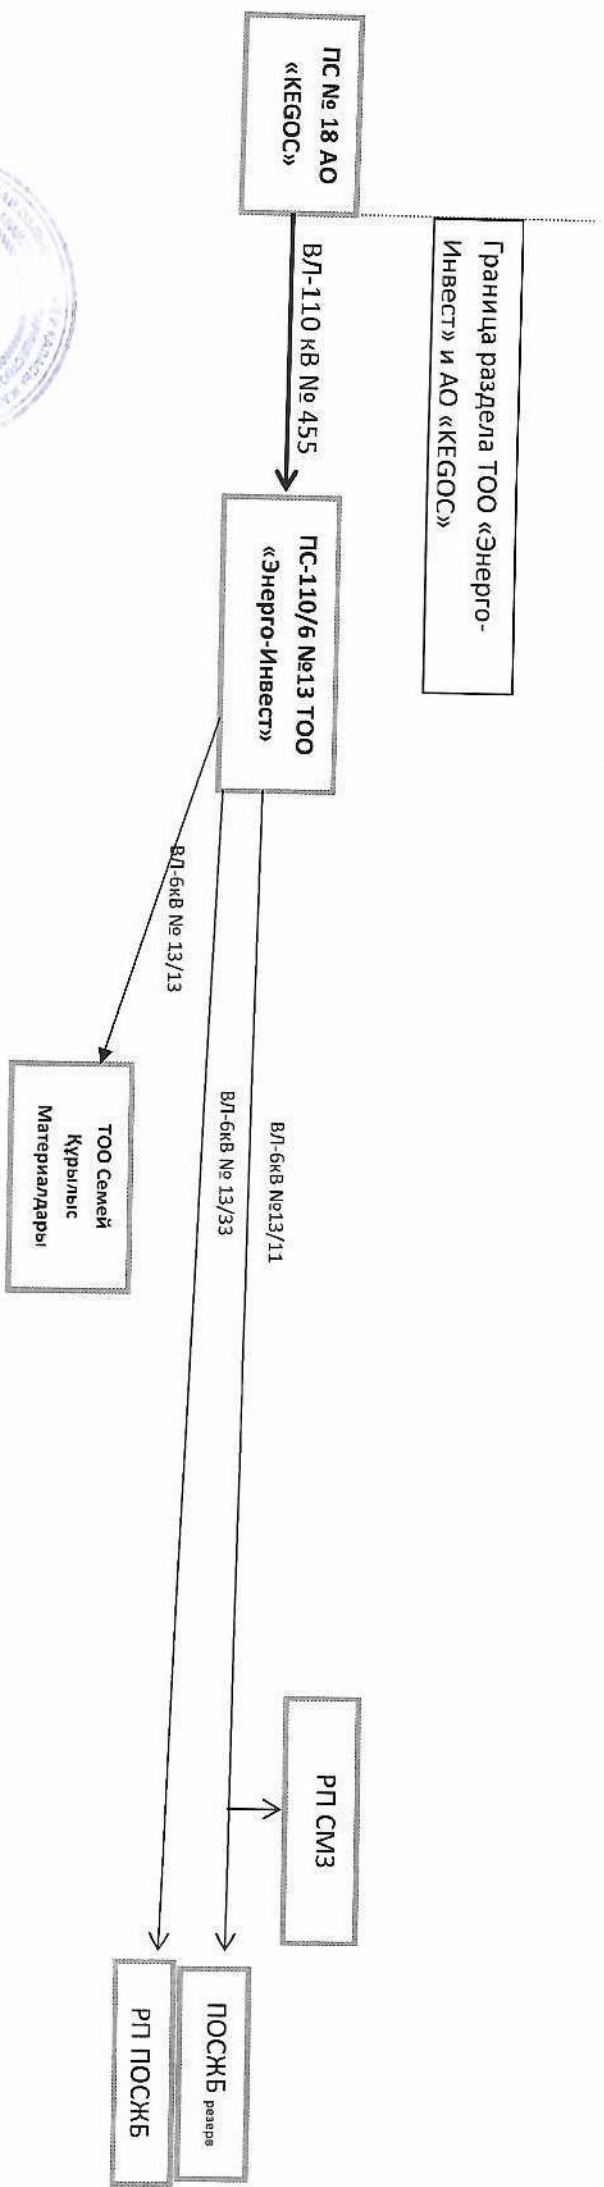 Граница раздела ТОО «Энерго-
Инвест» и АО «KEGOC»
ПС № 18 АО
«KEGOC»
ВЛ-110 кВ № 455
ПС-110/6 №13 ТОО
«Энерго-Инвест»
ВЛ-6кВ № 13/13
ВЛ-6кВ №13/11
ВЛ-6кВ № 13/33
ТОО Семей
Құрылыс
Материалдары
РП СМЗ
ПОСЖБ резерв
РП ПОСЖБ